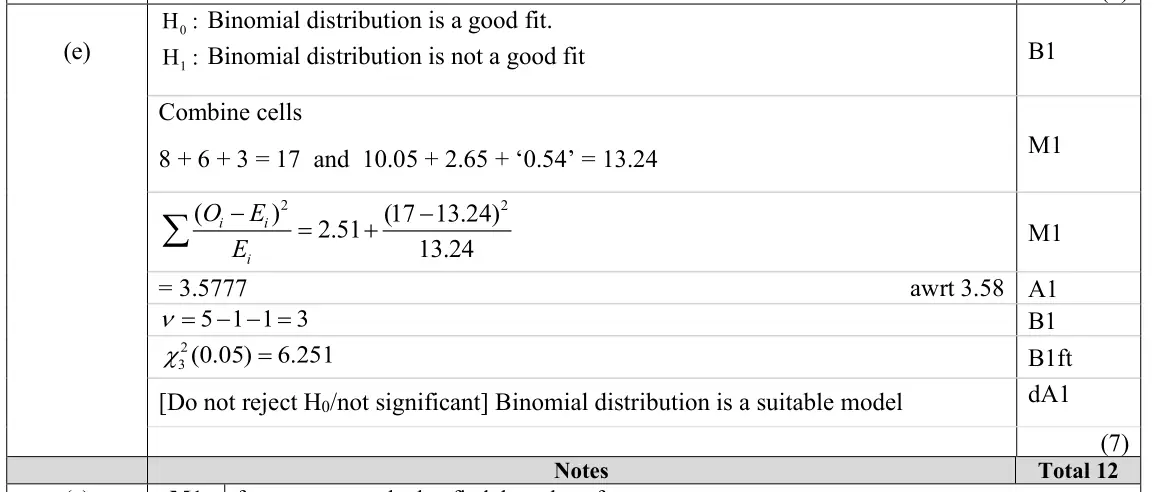 (e)
H₀ : Binomial distribution is a good fit.
H₁ : Binomial distribution is not a good fit
B1
Combine cells
8 + 6 + 3 = 17 and 10.05 + 2.65 + ‘0.54’ = 13.24
M1
∑ (Oᵢ − Eᵢ)² / Eᵢ = 2.51 + (17 − 13.24)² / 13.24
M1
= 3.5777 awrt 3.58 A1
ν = 5 − 1 − 1 = 3 B1
χ₃²(0.05) = 6.251 B1ft
[Do not reject H₀/not significant] Binomial distribution is a suitable model dA1
(7)
Notes Total 12